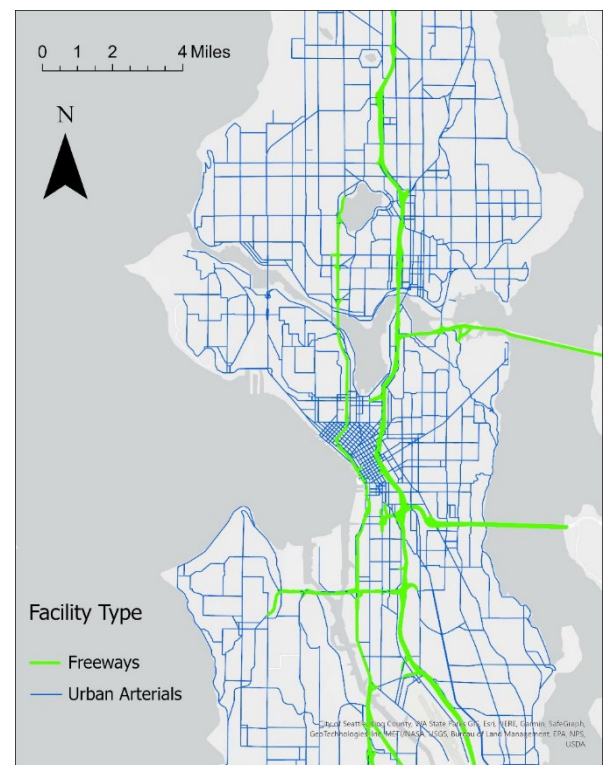 0 1 2 4 Miles
N
Facility Type
Freeways
Urban Arterials
City of Seattle, King County, WA State Parks GIS, Esri, HERE, Garmin, SafeGraph,
GeoTechnologies, Inc, METI/NASA, USGS, Bureau of Land Management, EPA, NPS,
USDA